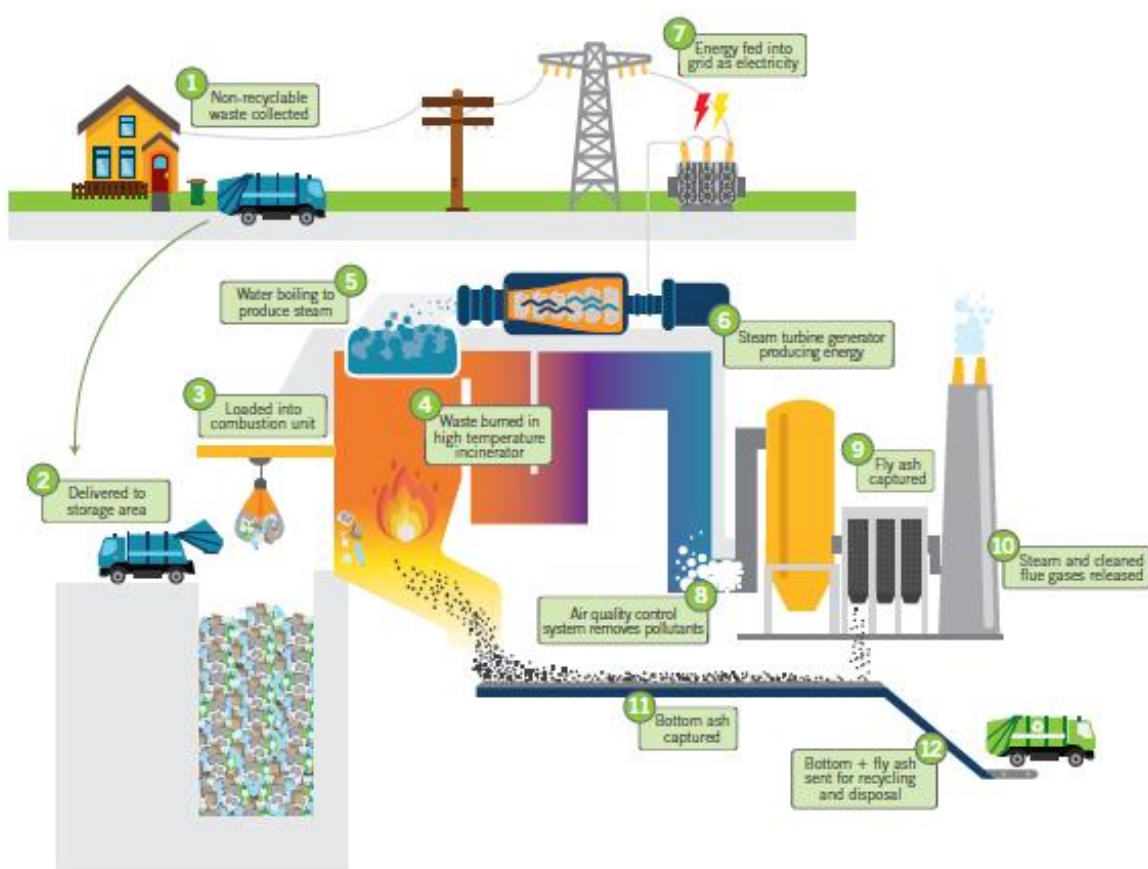 1
Non-recyclable
waste collected
2
Delivered to
storage area
3
Loaded into
combustion unit
4
Waste burned in
high temperature
incinerator
5
Water boiling to
produce steam
6
Steam turbine generator
producing energy
7
Energy fed into
grid as electricity
8
Air quality control
system removes pollutants
9
Fly ash
captured
10
Steam and cleaned
flue gases released
11
Bottom ash
captured
12
Bottom + fly ash
sent for recycling
and disposal